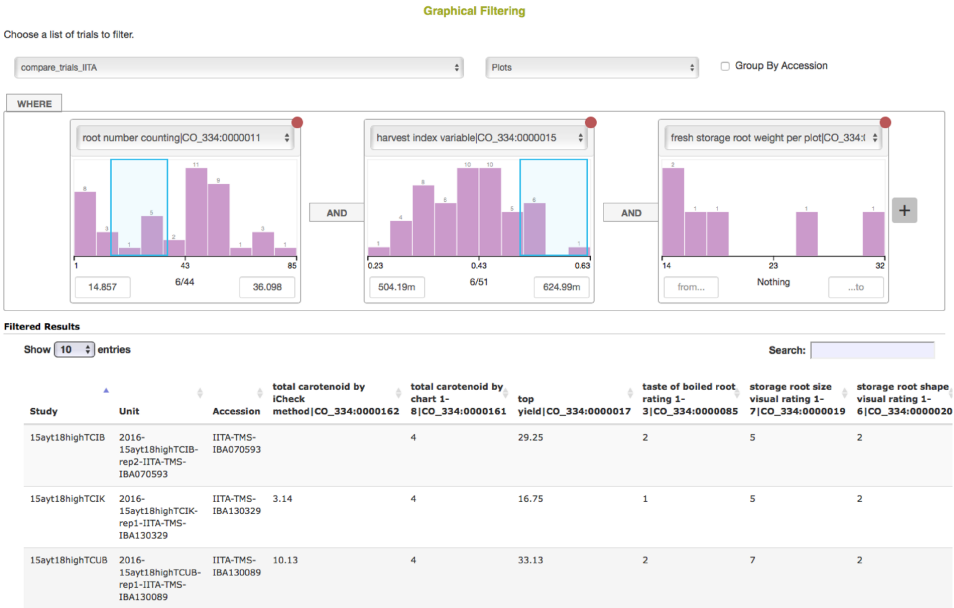 Graphical Filtering
Choose a list of trials to filter.
compare_trials_IITA
Plots
Group By Accession
WHERE
root number counting|CO_334:0000011
8
3
1
5
2
11
9
1
3
1
1 43 85
14.857
6/44
36.098
AND
harvest index variable|CO_334:0000015
1
4
8
6
10
10
5
6
1
0.23 0.43 0.63
504.19m
6/51
624.99m
AND
fresh storage root weight per plot|CO_334:(
2
1
1
1
1
14 23 32
from...
Nothing
...to
+
Filtered Results
Show 10 entries
Search:
Study
Unit
Accession
total carotenoid by
iCheck
method|CO_334:0000162
total carotenoid by
chart 1-
8|CO_334:0000161
top
yield|CO_334:0000017
taste of boiled root
rating 1-
3|CO_334:0000085
storage root size
visual rating 1-
7|CO_334:0000019
storage root shape
visual rating 1-
6|CO_334:0000020
15ayt18highTCIB
2016-
15ayt18highTCIB-
rep2-IITA-TMS-
IBA070593
IITA-TMS-
IBA070593
4
29.25
2
5
2
15ayt18highTCIK
2016-
15ayt18highTCIK-
rep1-IITA-TMS-
IBA130329
IITA-TMS-
IBA130329
3.14
4
16.75
1
5
2
15ayt18highTCUB
2016-
15ayt18highTCUB-
rep1-IITA-TMS-
IBA130089
IITA-TMS-
IBA130089
10.13
4
33.13
2
7
2